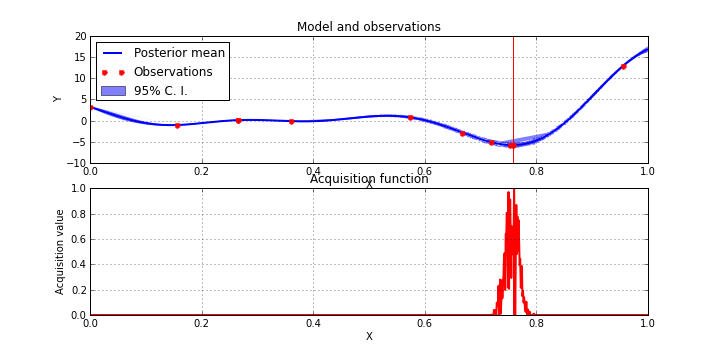 Model and observations
20
15
10
5
0
−5
−10
Y
Posterior mean
Observations
95% C. I.
0.0 0.2 0.4 0.6 0.8 1.0
X
Acquisition function
1.0
0.8
0.6
0.4
0.2
0.0
Acquisition value
0.0 0.2 0.4 0.6 0.8 1.0
X